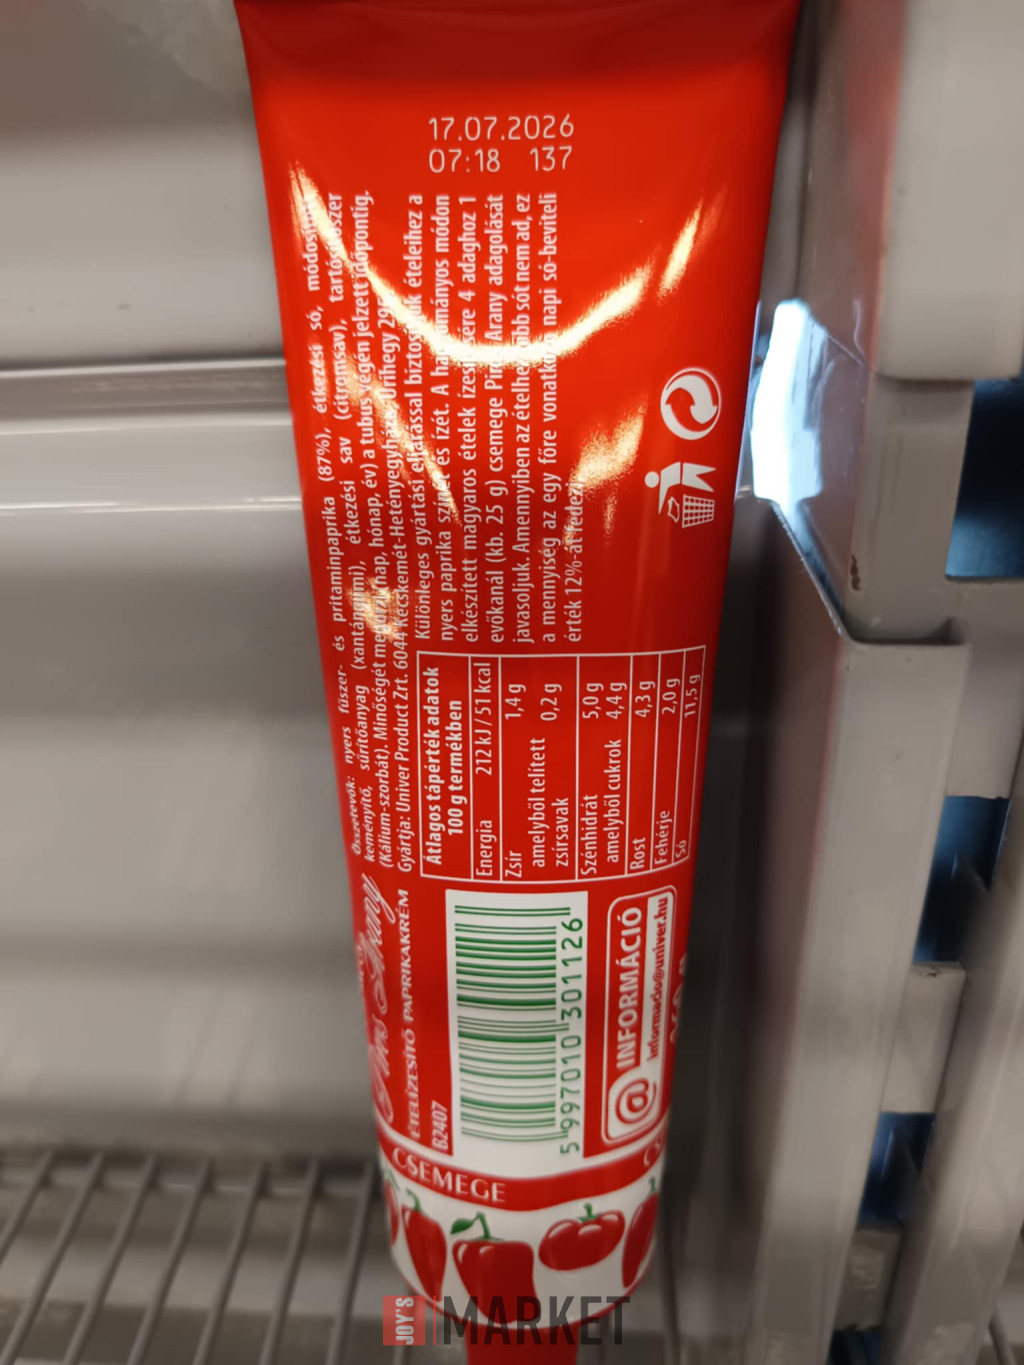 17.07.2026
07:18 137
Összetevők: nyers fűszer- és pritaminpaprika (87%), étkezési só,
keményítő, sűrítőanyag (xantángumi), étkezési sav (citromsav),
(Kálium-szorbát). Minőségét megőrzi (nap, hónap, év) a tubus végén jelzett időpontig.
Gyártja: Univer Product Zrt. 6044 Kecskemét-Hetényegyháza,
Különleges gyártási eljárással biztosítjuk ételeihez a
nyers paprika színét és ízét. A hagyományos módon
elkészített magyaros ételek ízesítésére 4 adaghoz 1
evőkanál (kb. 25 g) csemege Piros Arany adagolását
javasoljuk. Amennyiben az ételhez több sót nem ad, ez
a mennyiség az egy főre vonatkozó napi só-beviteli
érték 12%-át fedezi.
Átlagos tápérték adatok
100 g termékben
Energia 212 kJ / 51 kcal
Zsír 1,4 g
amelyből telített 0,2 g
zsírsavak
Szénhidrát 5,0 g
amelyből cukrok 4,4 g
Rost 4,3 g
Fehérje 2,0 g
Só 11,5 g
Piros Arany
ÉTELÍZESÍTŐ PAPRIKAKRÉM
B2407
5 997010 301126
@ INFORMÁCIÓ
informacio@univer.hu
CSEMEGE
JOY'S MARKET